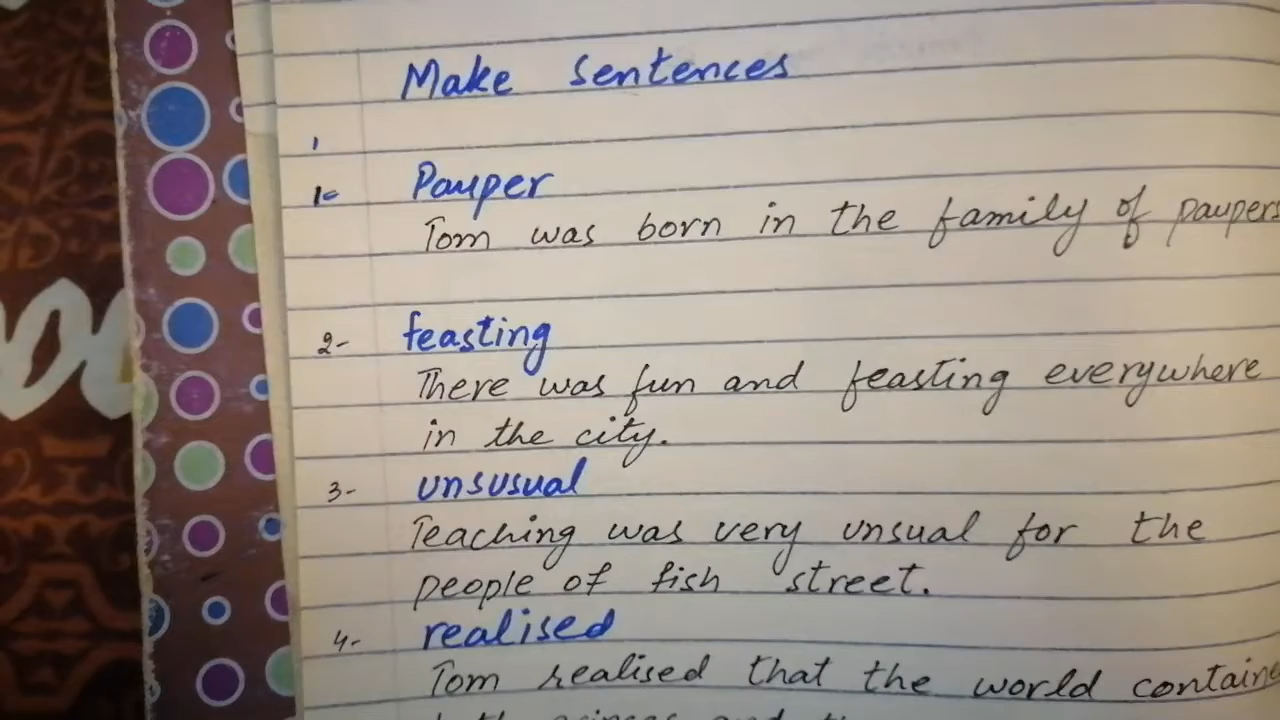 Make sentences
1- Pauper
Tom was born in the family of paupers
2- feasting
There was fun and feasting everywhere
in the city.
3- unsusual
Teaching was very unsual for the
people of fish street.
4- realised
Tom realised that the world